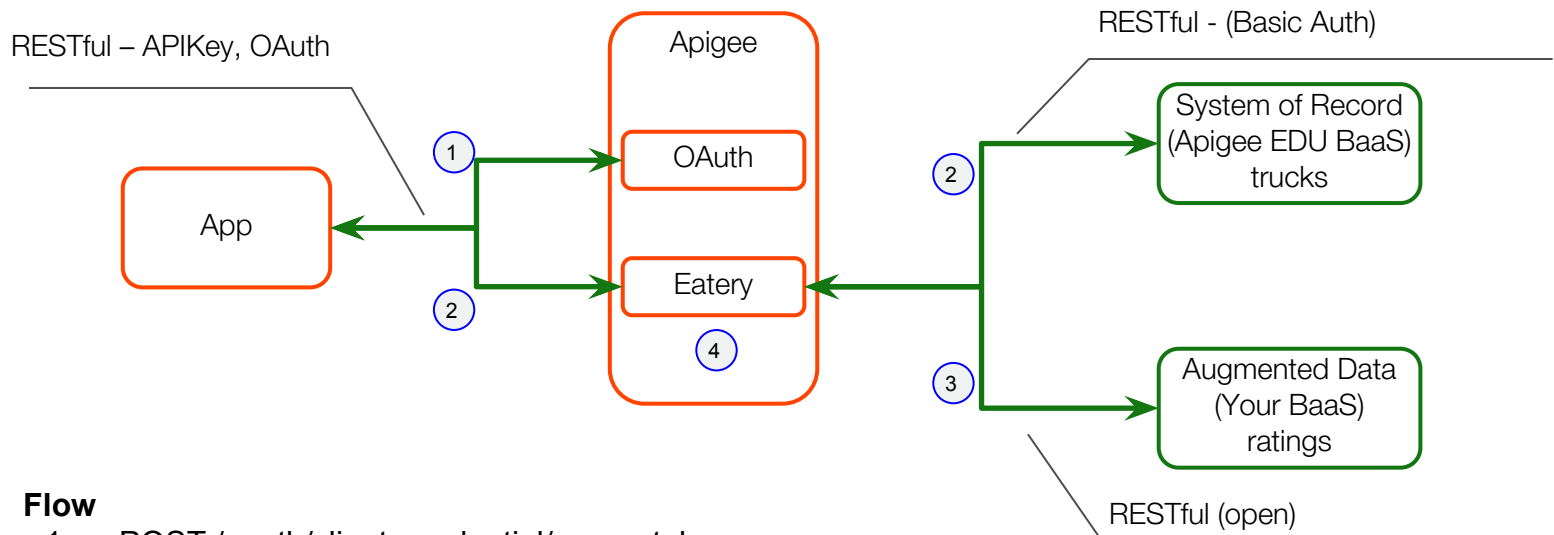 RESTful – APIKey, OAuth
Apigee
RESTful - (Basic Auth)
1
OAuth
2
System of Record
(Apigee EDU BaaS)
trucks
App
2
Eatery
4
3
Augmented Data
(Your BaaS)
ratings
Flow
RESTful (open)